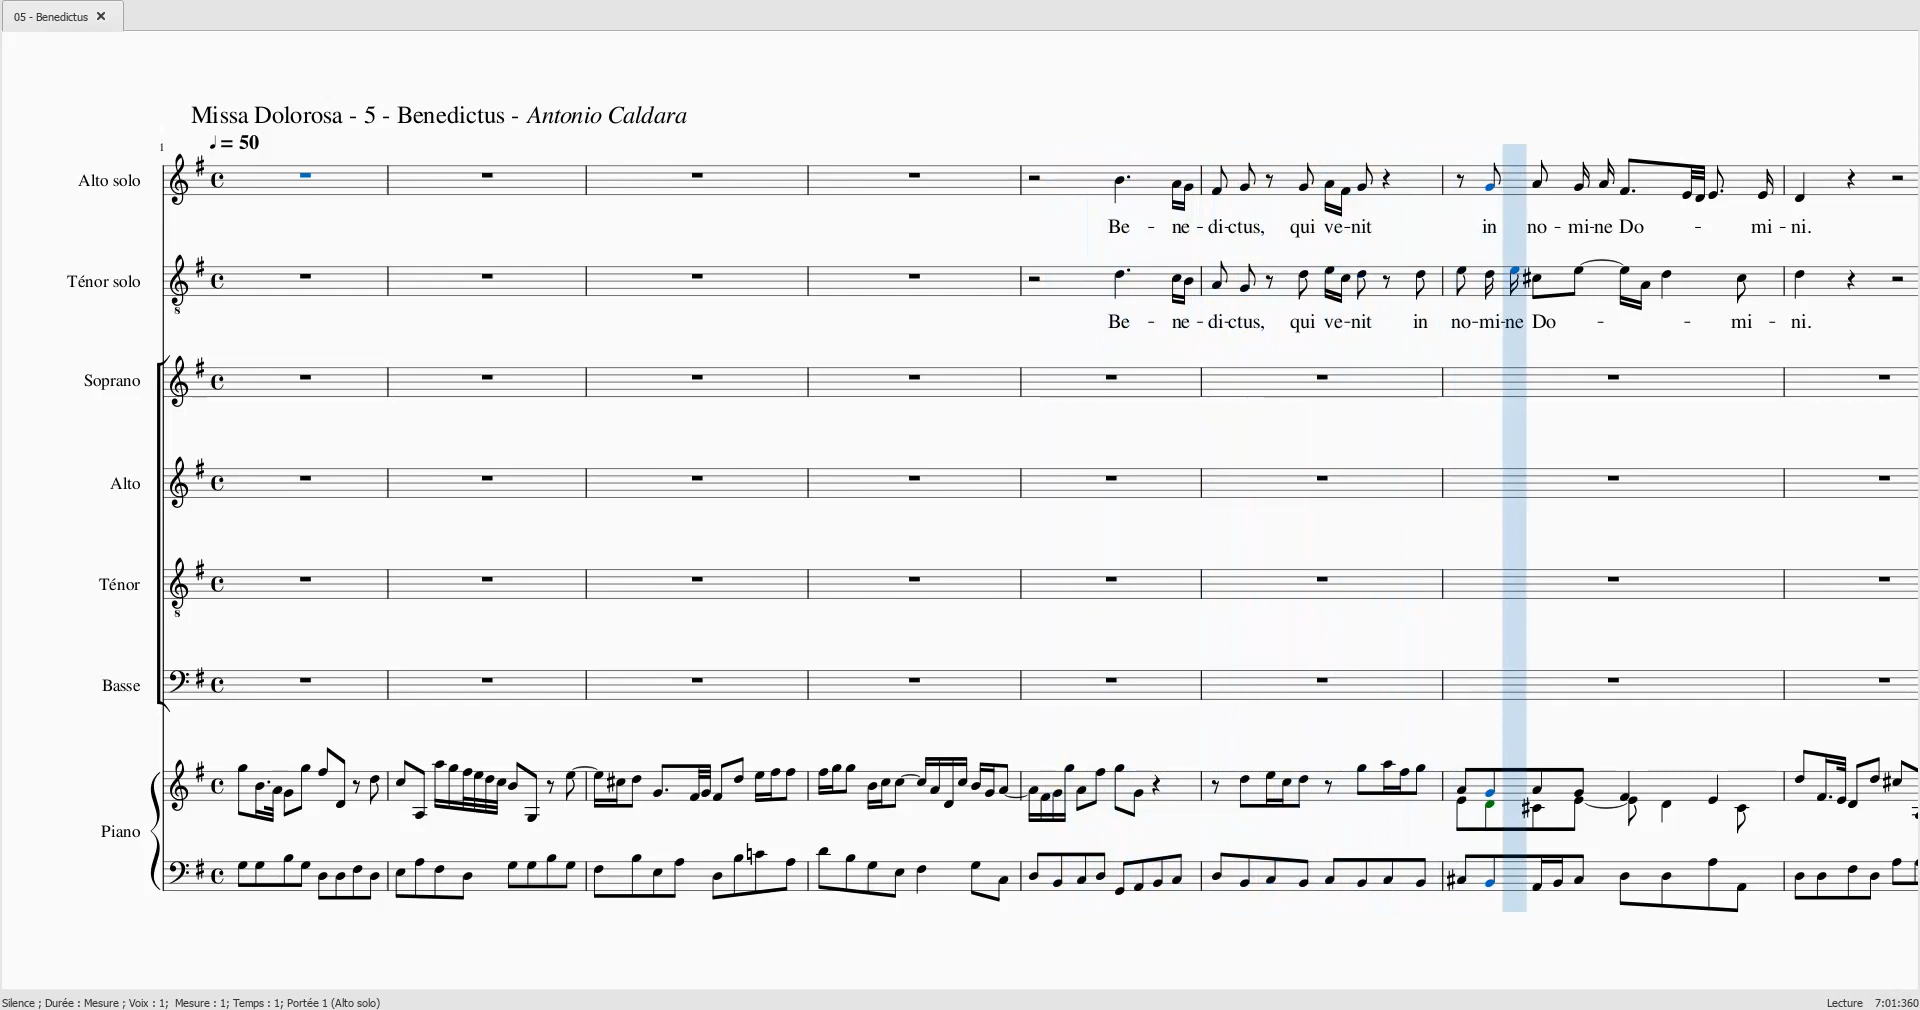 05 - Benedictus ×
Missa Dolorosa - 5 - Benedictus - Antonio Caldara
♩ = 50
1
Alto solo
Be - ne - di - ctus, qui ve - nit in no - mi - ne Do - mi - ni.
Ténor solo
8
Be - ne - di - ctus, qui ve - nit in no - mi - ne Do - - mi - ni.
Soprano
Alto
Ténor
8
Basse
Piano
Silence ; Durée : Mesure ; Voix : 1; Mesure : 1; Temps : 1; Portée 1 (Alto solo)
Lecture 7:01:360